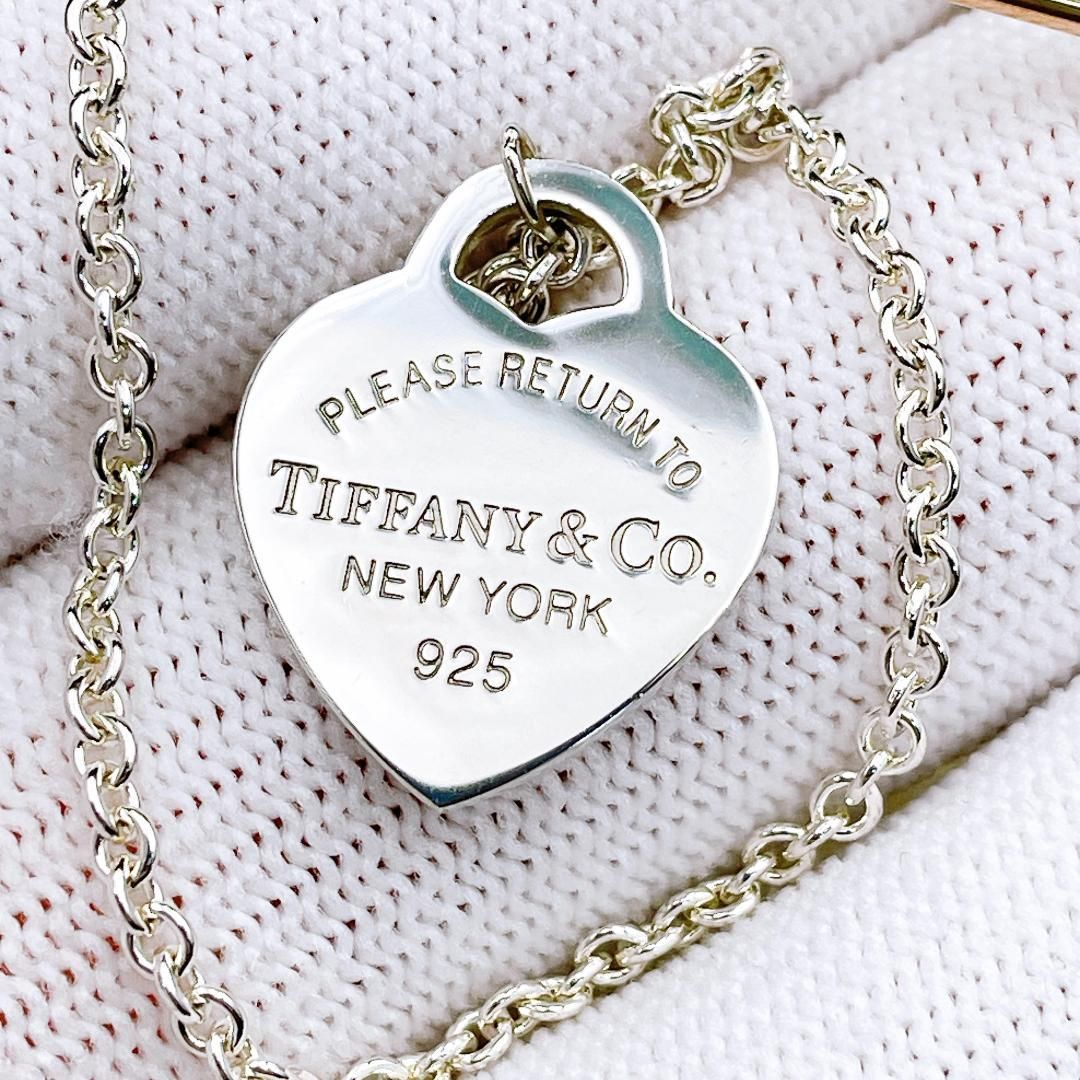 PLEASE RETURN TO
TIFFANY & CO.
NEW YORK
925